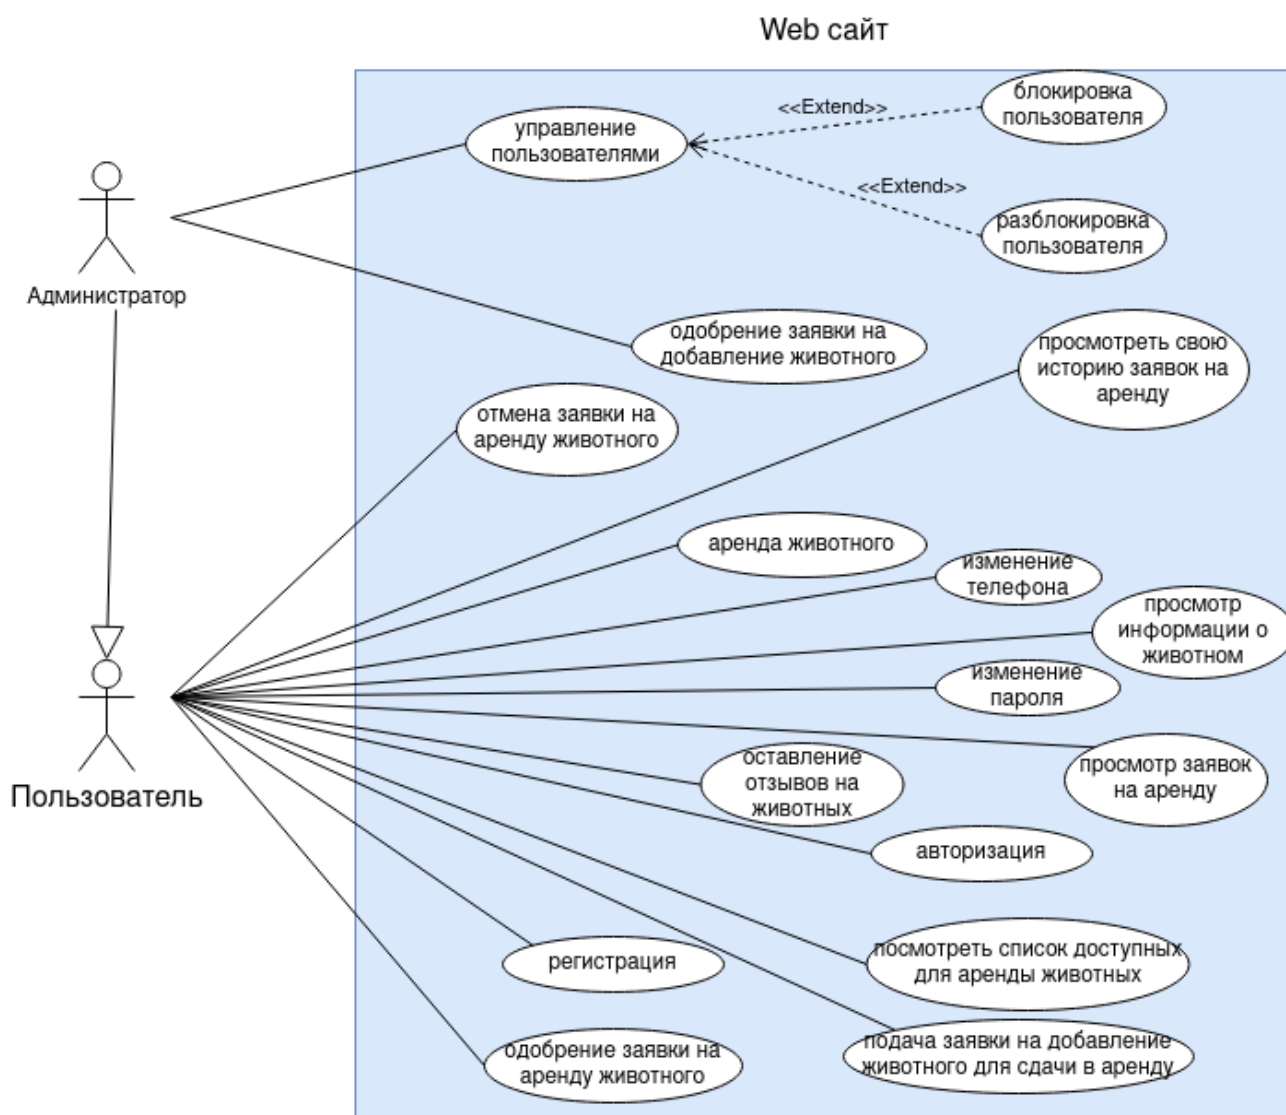 Web сайт
блокировка
пользователя
<<Extend>>
управление
пользователями
<<Extend>>
разблокировка
пользователя
Администратор
одобрение заявки на
добавление животного
просмотреть свою
историю заявок на
аренду
отмена заявки на
аренду животного
аренда животного
изменение
телефона
просмотр
информации о
животном
изменение
пароля
Пользователь
оставление
отзывов на
животных
просмотр заявок
на аренду
авторизация
регистрация
посмотреть список доступных
для аренды животных
одобрение заявки на
аренду животного
подача заявки на добавление
животного для сдачи в аренду